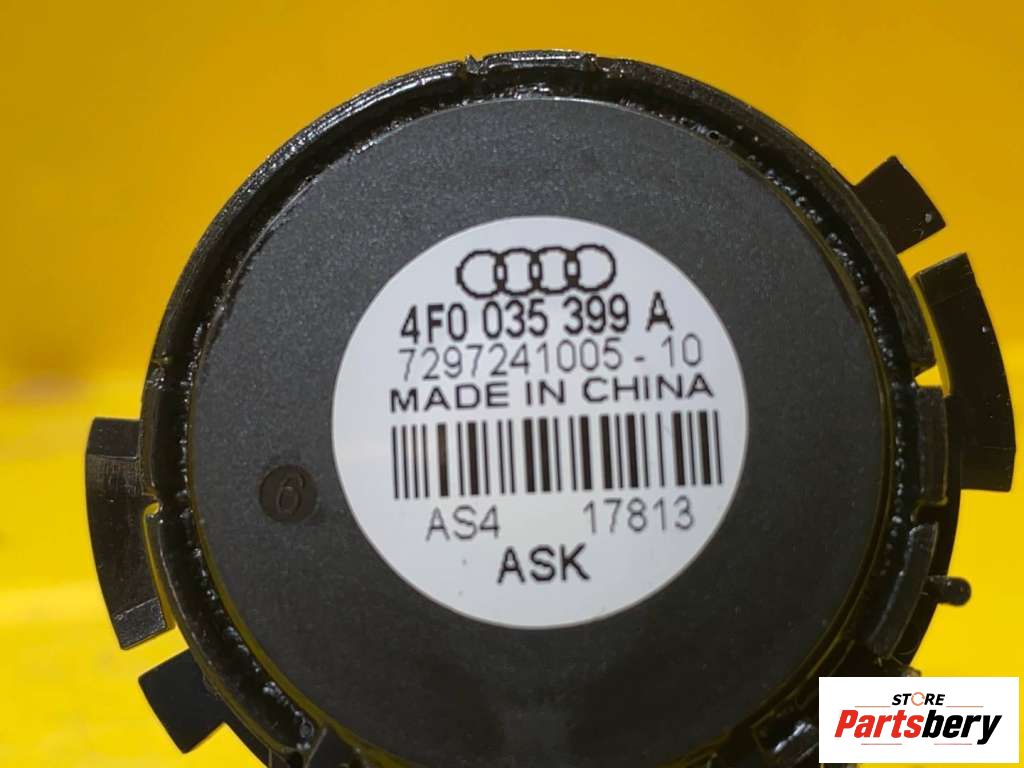 4F0 035 399 A
7297241005-10
MADE IN CHINA
AS4 17813
ASK
6
STORE
Partsbery